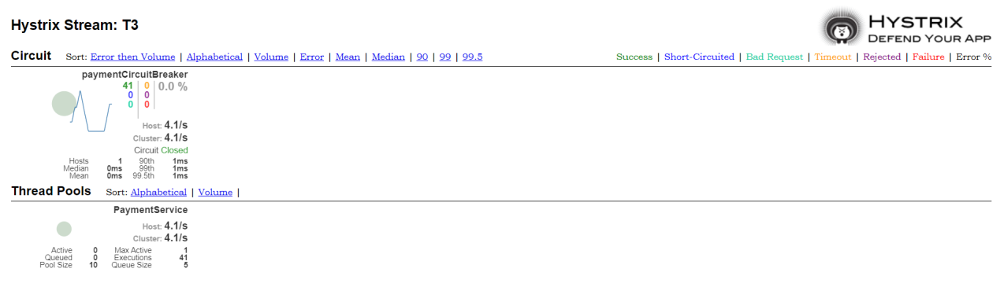 Hystrix Stream: T3
HYSTRIX
DEFEND YOUR APP
Circuit Sort: Error then Volume | Alphabetical | Volume | Error | Mean | Median | 90 | 99 | 99.5
Success | Short-Circuited | Bad Request | Timeout | Rejected | Failure | Error %
paymentCircuitBreaker
41 0 0.0 %
0 0
0 0
Host: 4.1/s
Cluster: 4.1/s
Circuit Closed
Hosts 1 90th 1ms
Median 0ms 99th 1ms
Mean 0ms 99.5th 1ms
Thread Pools Sort: Alphabetical | Volume |
PaymentService
Host: 4.1/s
Cluster: 4.1/s
Active 0 Max Active 1
Queued 0 Executions 41
Pool Size 10 Queue Size 5